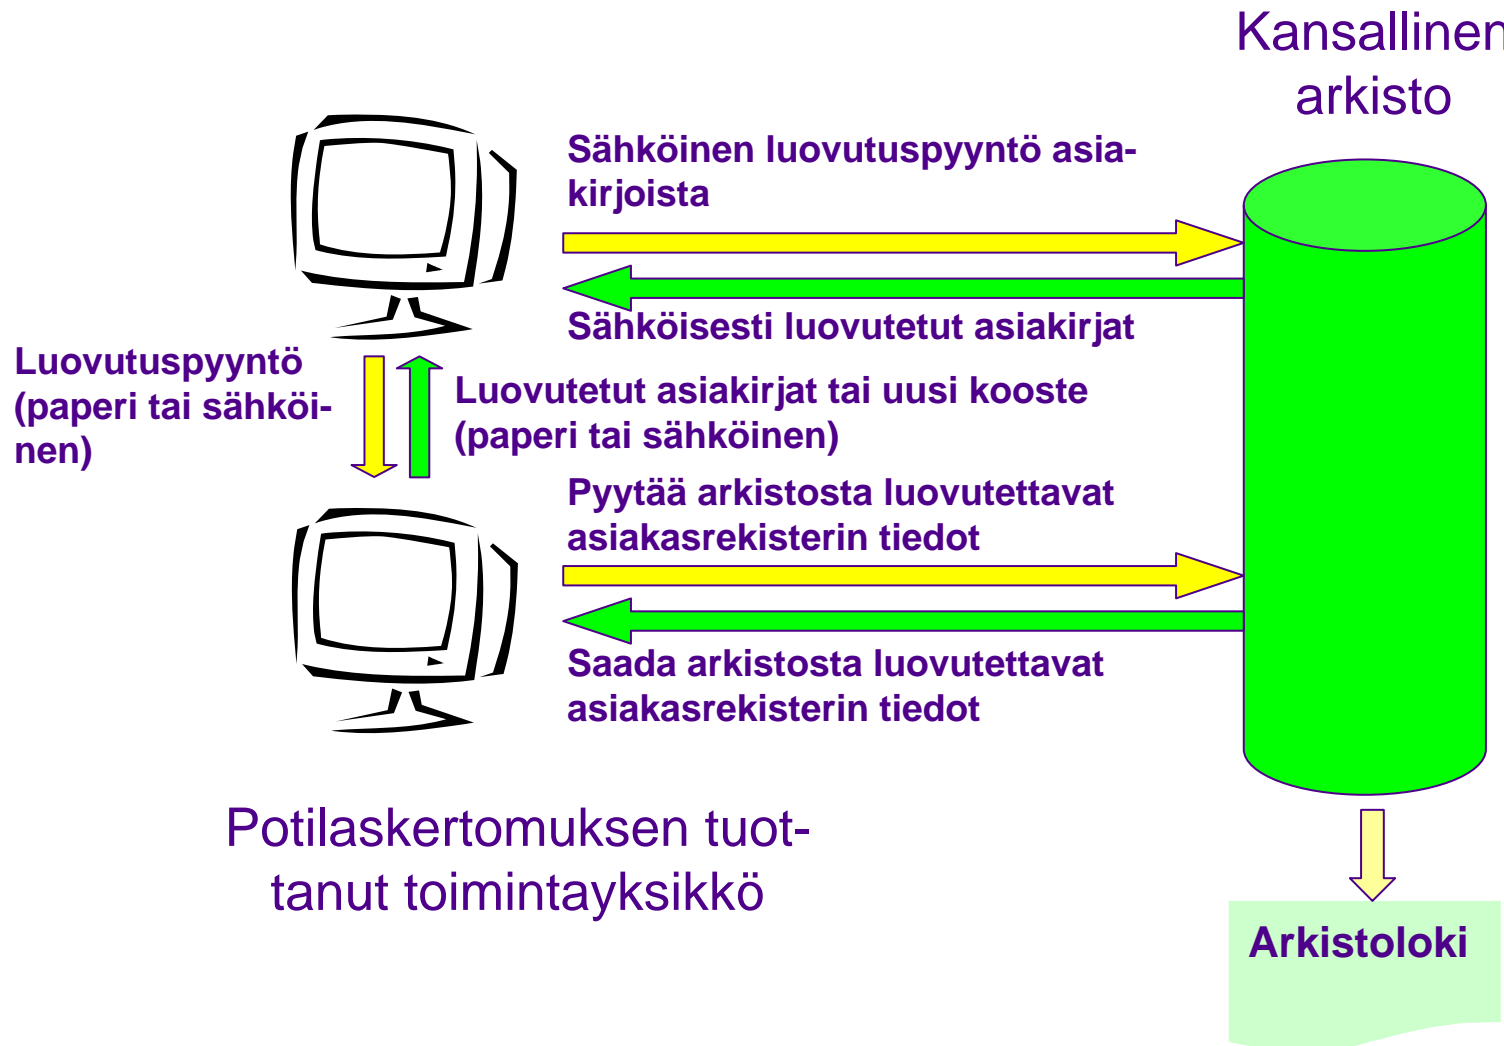 Kansallinen
arkisto
Sähköinen luovutuspyyntö asia-
kirjoista
Sähköisesti luovutetut asiakirjat
Luovutuspyyntö
(paperi tai sähköi-
nen)
Luovutetut asiakirjat tai uusi kooste
(paperi tai sähköinen)
Pyytää arkistosta luovutettavat
asiakasrekisterin tiedot
Saada arkistosta luovutettavat
asiakasrekisterin tiedot
Potilaskertomuksen tuot-
tanut toimintayksikkö
Arkistoloki